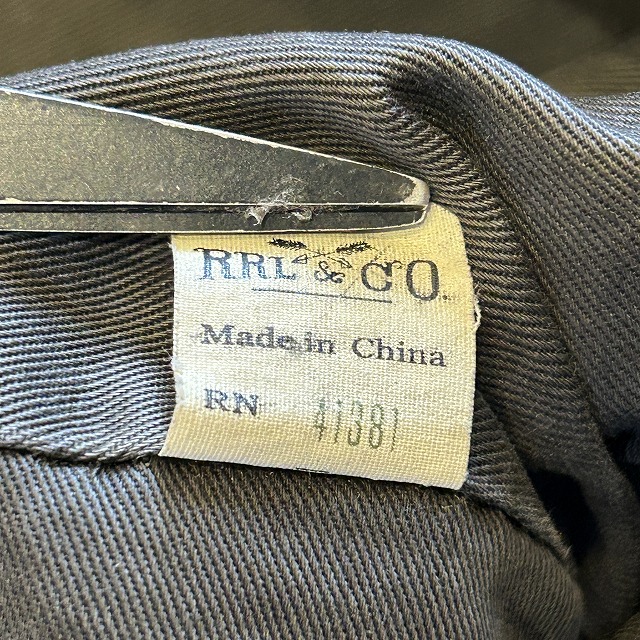 RRL & CO.
Made in China
RN 41381